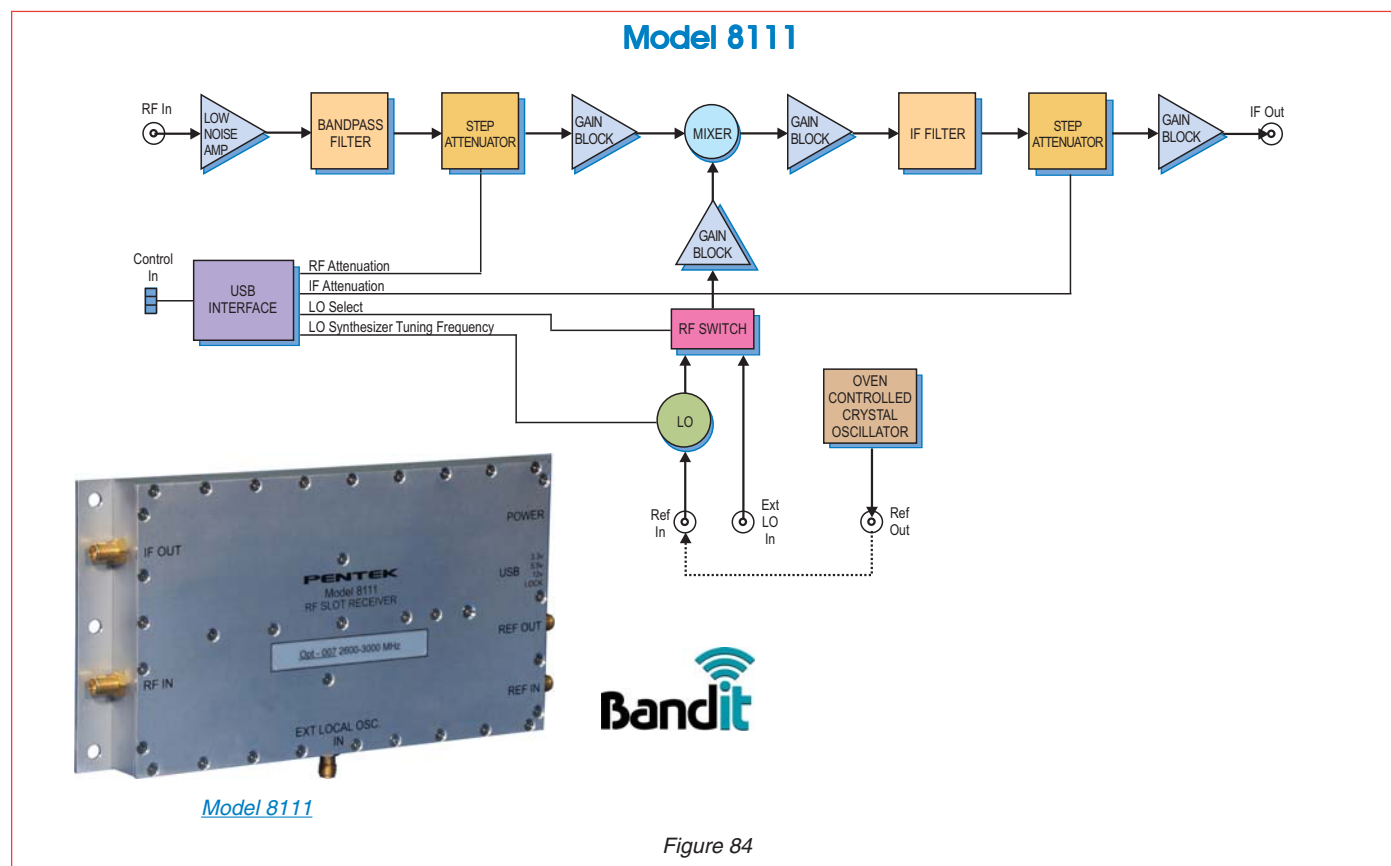 Model 8111
RF In
LOW
NOISE
AMP
BANDPASS
FILTER
STEP
ATTENUATOR
GAIN
BLOCK
MIXER
GAIN
BLOCK
IF FILTER
STEP
ATTENUATOR
GAIN
BLOCK
IF Out
GAIN
BLOCK
Control
In
USB
INTERFACE
RF Attenuation
IF Attenuation
LO Select
LO Synthesizer Tuning Frequency
RF SWITCH
LO
OVEN
CONTROLLED
CRYSTAL
OSCILLATOR
Ref
In
Ext
LO
In
Ref
Out
POWER
IF OUT
PENTEK
Model 8111
RF SLOT RECEIVER
USB
12v
LOCK
Opt - 007 2600-3000 MHz
REF OUT
RF IN
REF IN
EXT LOCAL OSC.
IN
Bandit
Model 8111
Figure 84